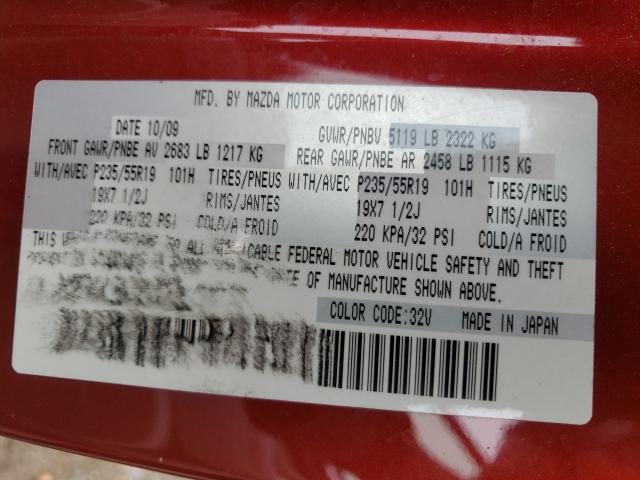 MFD. BY MAZDA MOTOR CORPORATION
DATE 10/09 GVWR/PNBV 5119 LB 2322 KG
FRONT GAWR/PNBE AV 2683 LB 1217 KG REAR GAWR/PNBE AR 2458 LB 1115 KG
WITH/AVEC P235/55R19 101H TIRES/PNEUS WITH/AVEC P235/55R19 101H TIRES/PNEUS
19X7 1/2J RIMS/JANTES 19X7 1/2J RIMS/JANTES
220 KPA/32 PSI COLD/A FROID 220 KPA/32 PSI COLD/A FROID
THIS TO ALL FEDERAL MOTOR VEHICLE SAFETY AND THEFT
OF MANUFACTURE SHOWN ABOVE.
COLOR CODE:32V MADE IN JAPAN